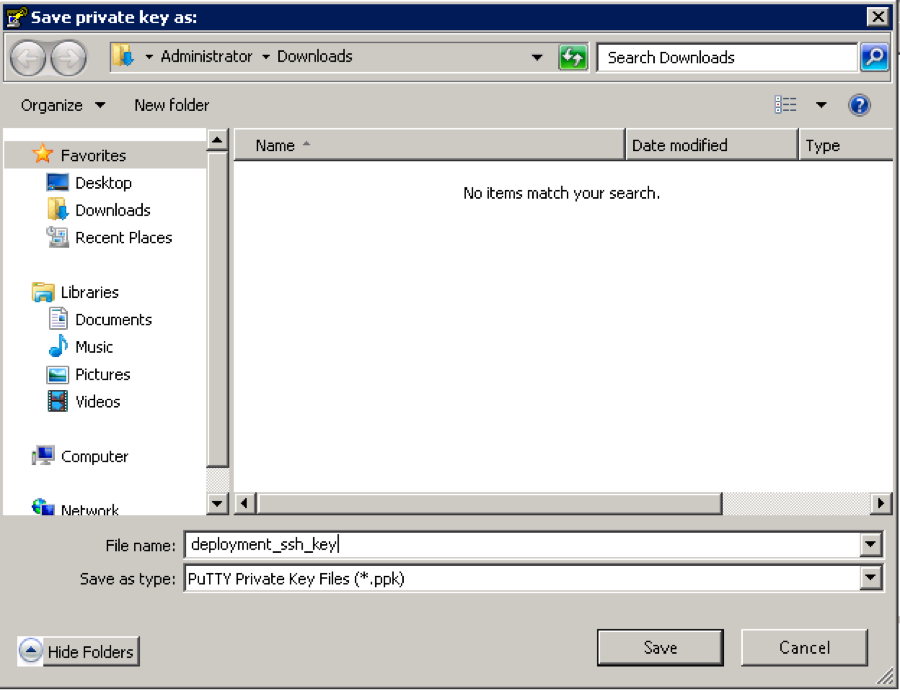 Save private key as:
Administrator Downloads
Search Downloads
Organize New folder
Name Date modified Type
No items match your search.
Favorites
Desktop
Downloads
Recent Places
Libraries
Documents
Music
Pictures
Videos
Computer
Network
File name: deployment_ssh_key
Save as type: PuTTY Private Key Files (*.ppk)
Hide Folders Save Cancel